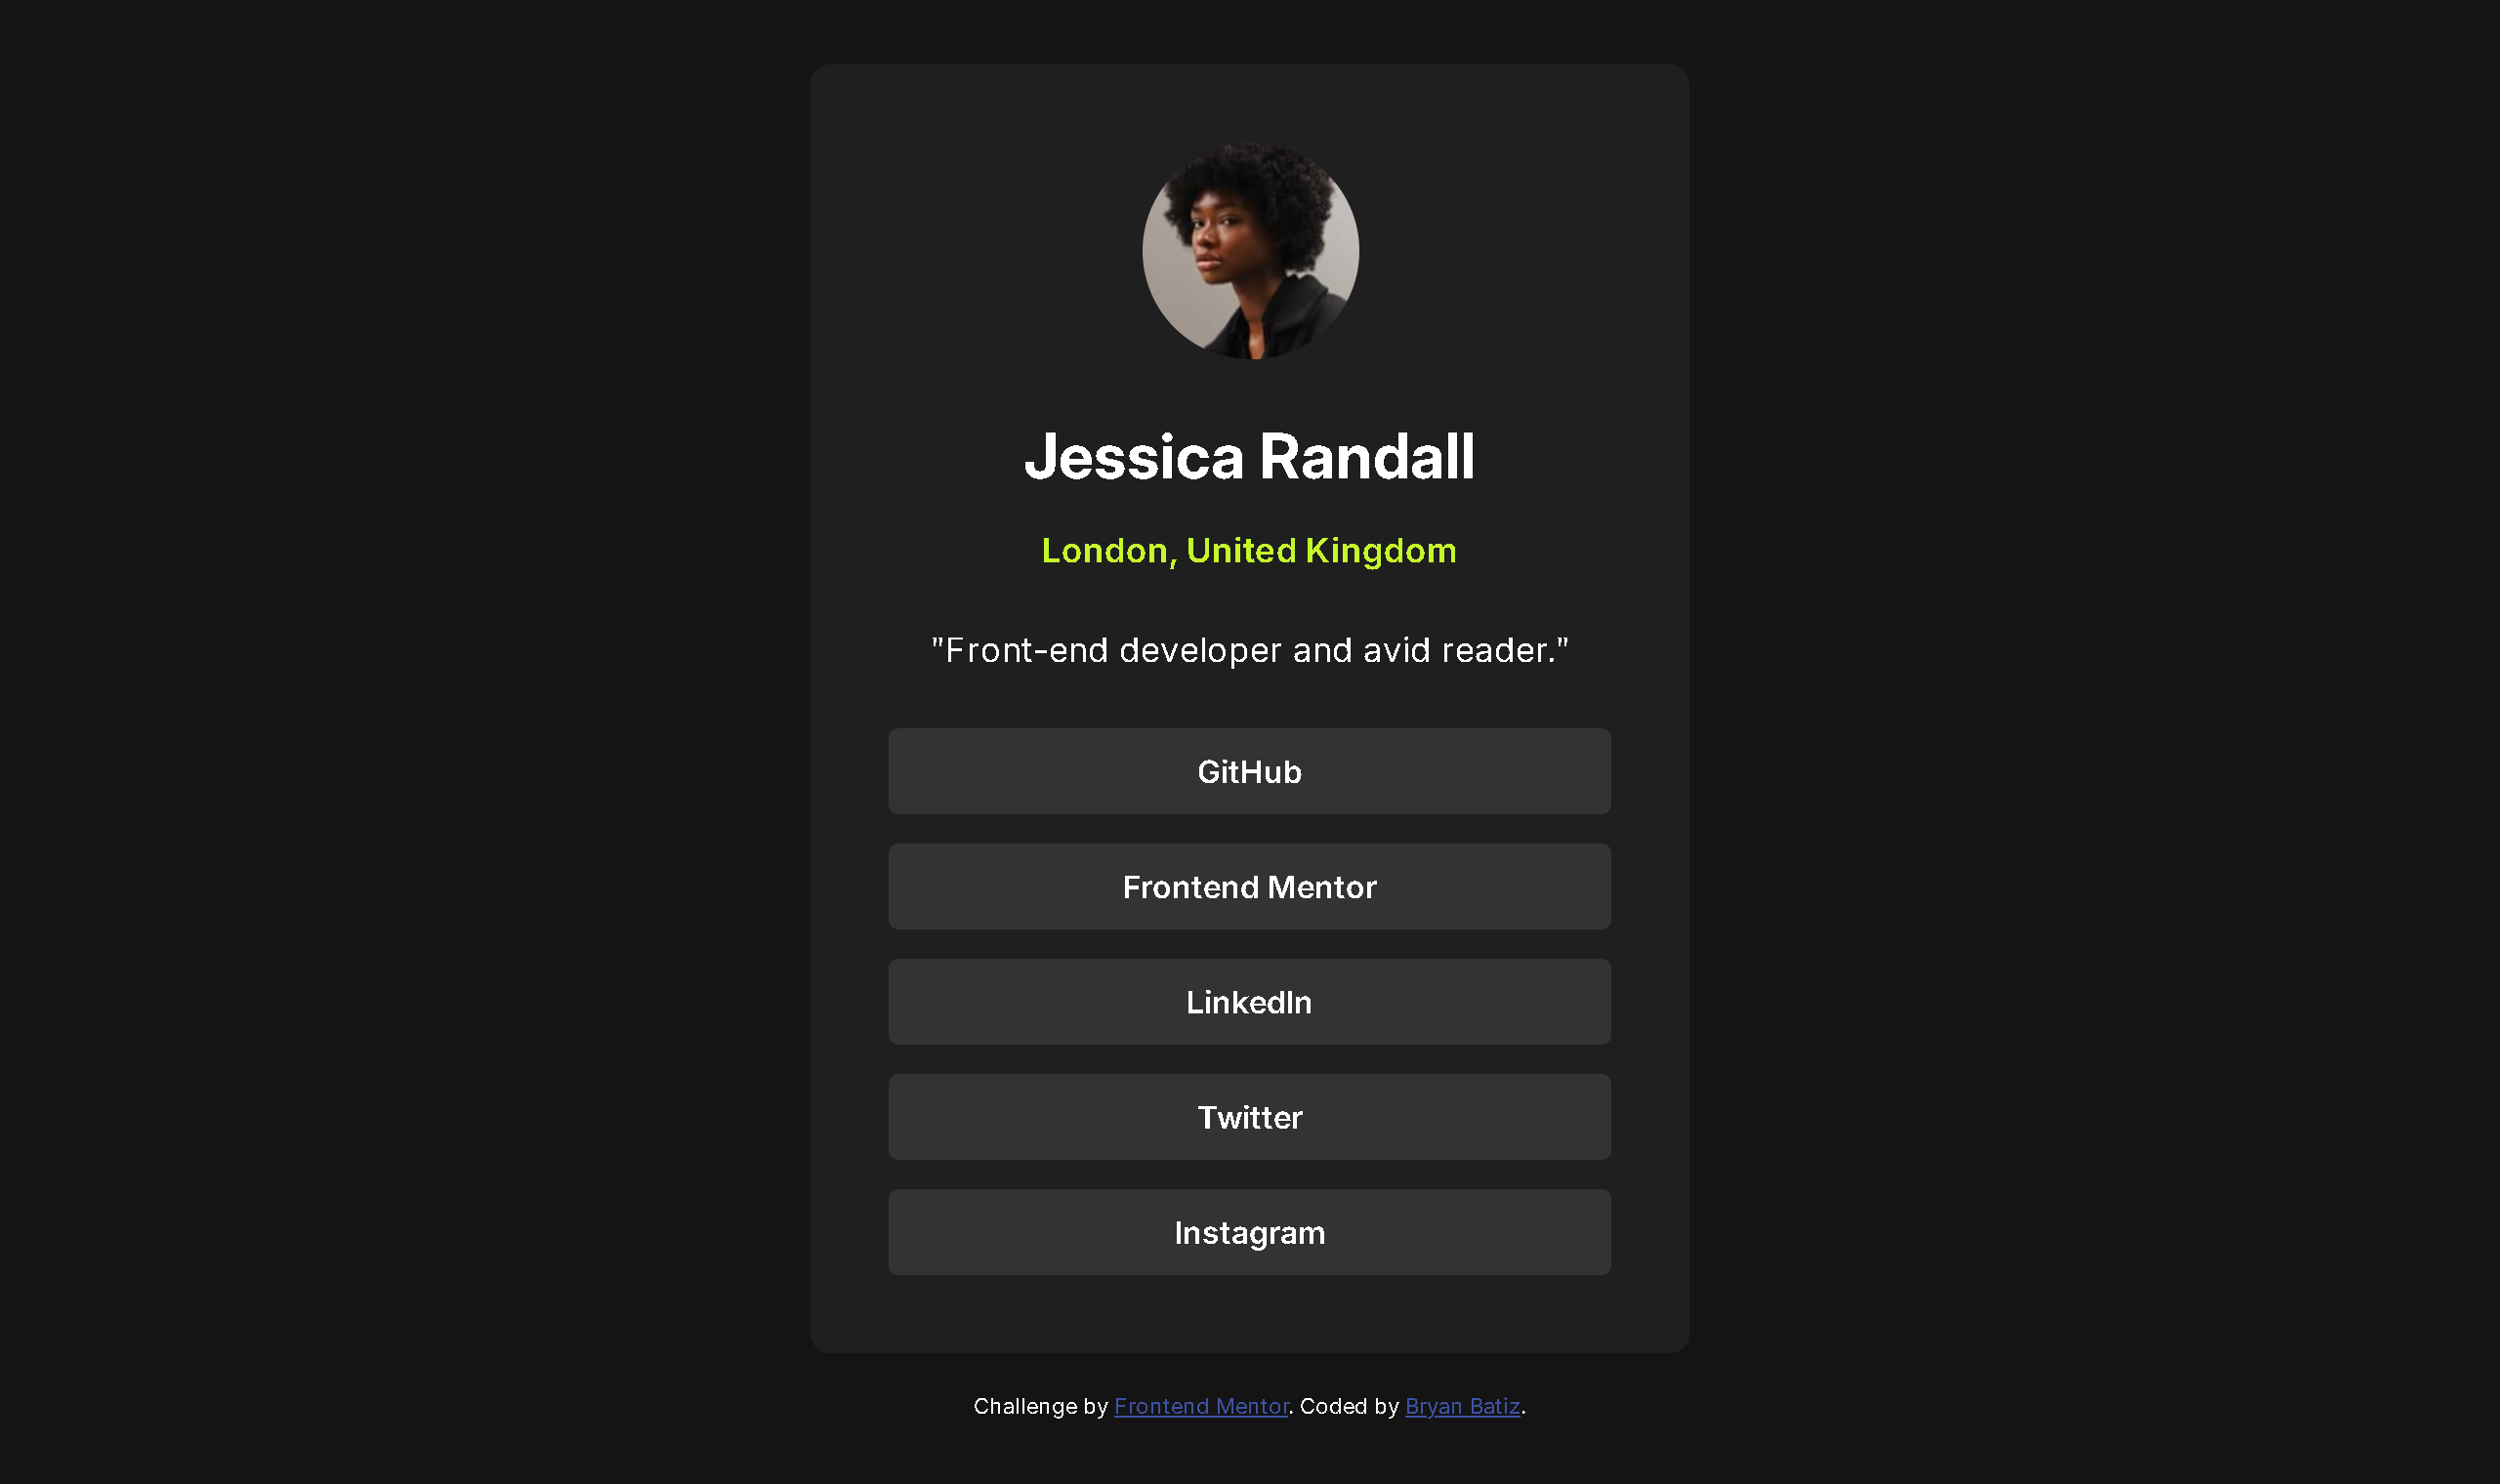 Jessica Randall
London, United Kingdom
"Front-end developer and avid reader."
GitHub
Frontend Mentor
LinkedIn
Twitter
Instagram
Challenge by Frontend Mentor. Coded by Bryan Batiz.